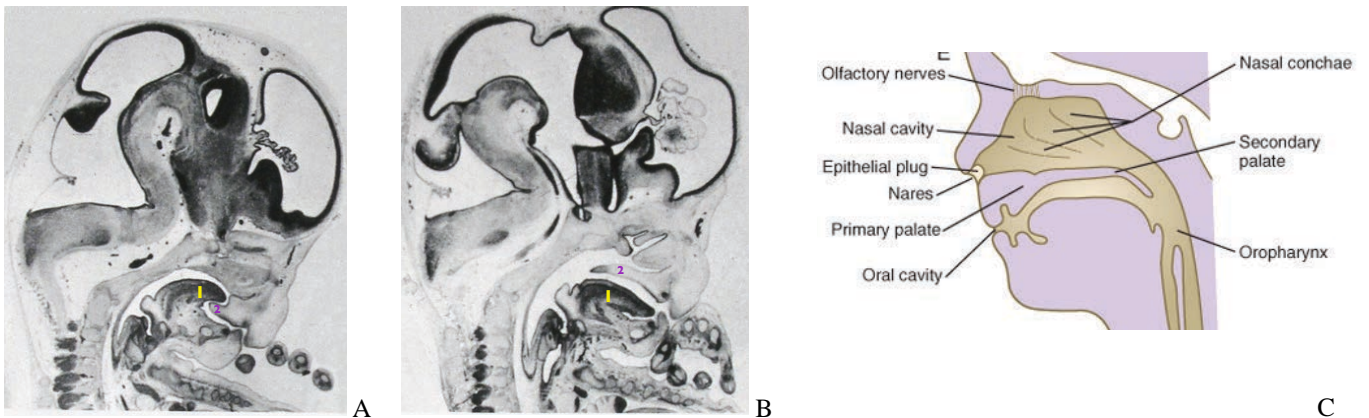 E
Olfactory nerves
Nasal conchae
Nasal cavity
Secondary
palate
Epithelial plug
Nares
Primary palate
Oropharynx
Oral cavity
1
2
2
1
A
B
C